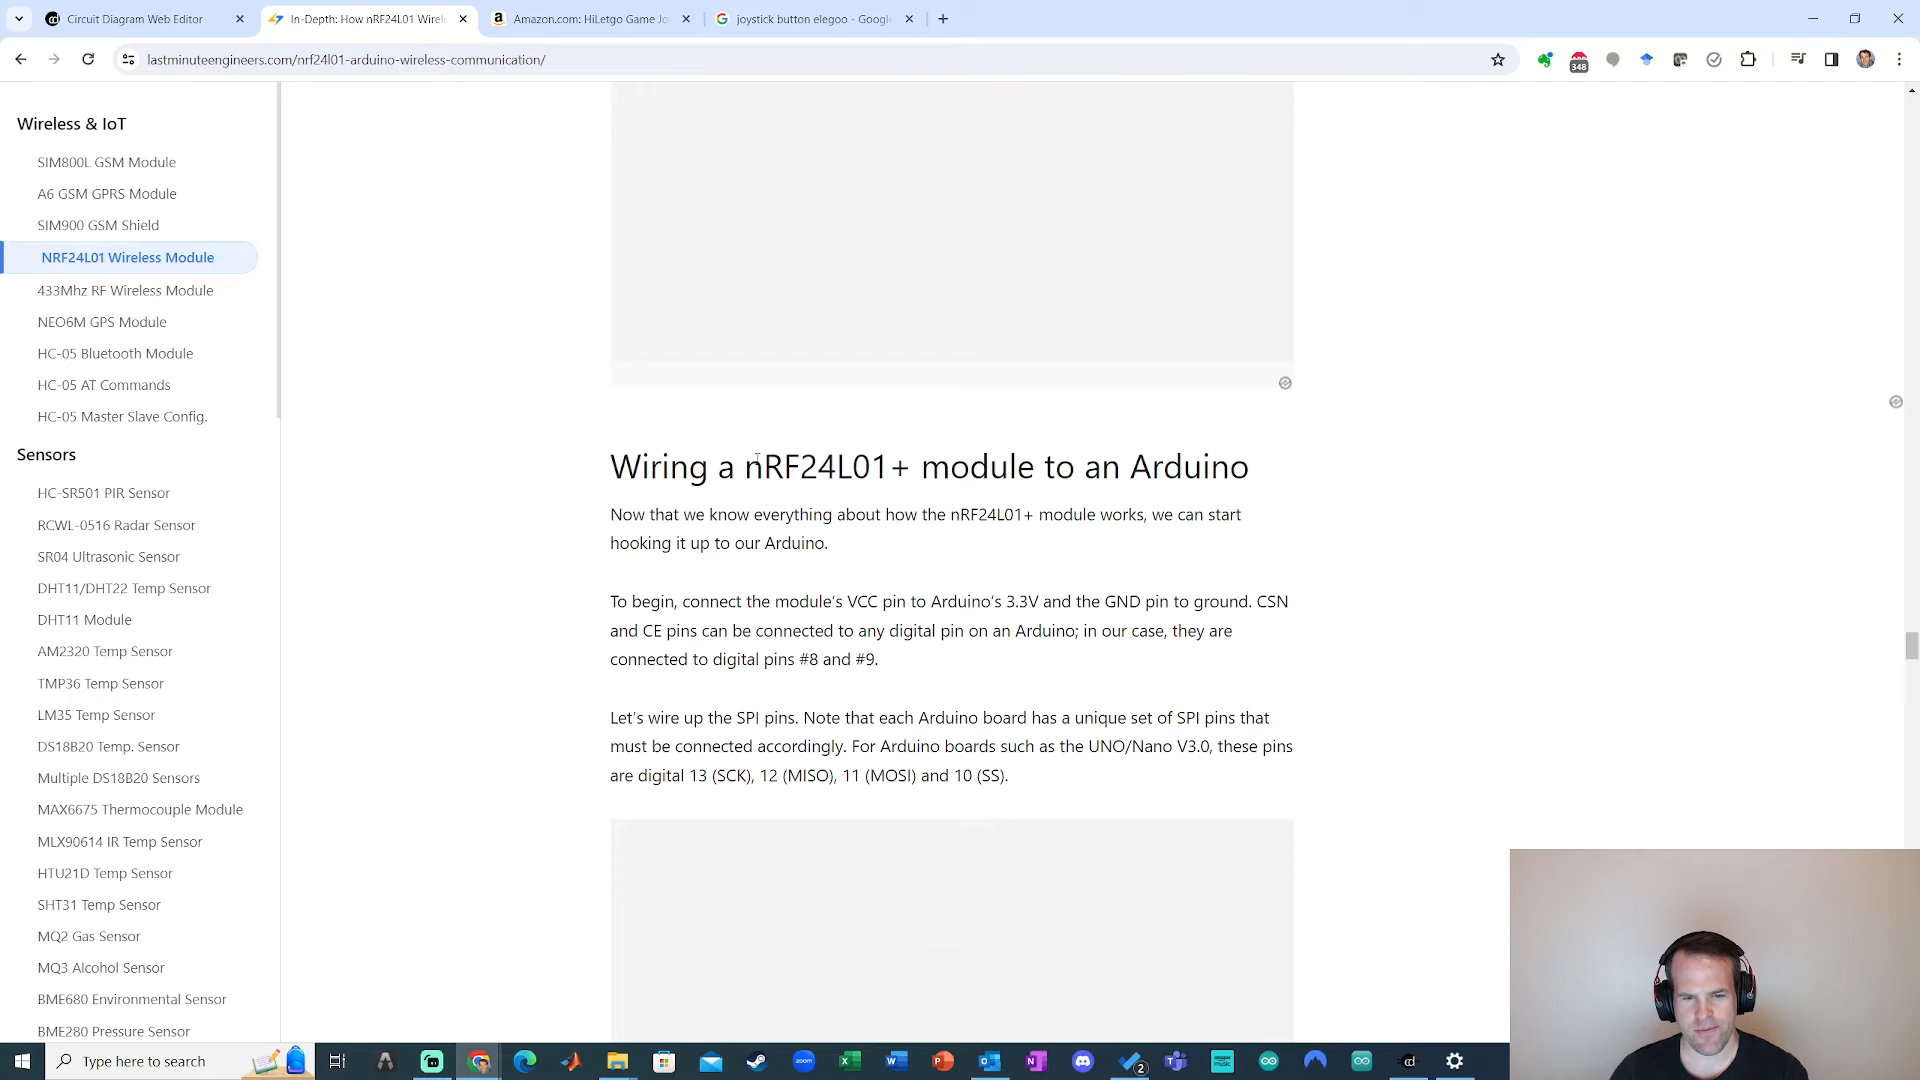 Circuit Diagram Web Editor
In-Depth: How nRF24L01 Wirele
Amazon.com: HiLetgo Game Jo
joystick button elegoo - Google
lastminuteengineers.com/nrf24l01-arduino-wireless-communication/
348
Wireless & IoT
SIM800L GSM Module
A6 GSM GPRS Module
SIM900 GSM Shield
NRF24L01 Wireless Module
433Mhz RF Wireless Module
NEO6M GPS Module
HC-05 Bluetooth Module
HC-05 AT Commands
HC-05 Master Slave Config.
Sensors
HC-SR501 PIR Sensor
RCWL-0516 Radar Sensor
SR04 Ultrasonic Sensor
DHT11/DHT22 Temp Sensor
DHT11 Module
AM2320 Temp Sensor
TMP36 Temp Sensor
LM35 Temp Sensor
DS18B20 Temp. Sensor
Multiple DS18B20 Sensors
MAX6675 Thermocouple Module
MLX90614 IR Temp Sensor
HTU21D Temp Sensor
SHT31 Temp Sensor
MQ2 Gas Sensor
MQ3 Alcohol Sensor
BME680 Environmental Sensor
BME280 Pressure Sensor
Wiring a nRF24L01+ module to an Arduino
Now that we know everything about how the nRF24L01+ module works, we can start
hooking it up to our Arduino.
To begin, connect the module's VCC pin to Arduino's 3.3V and the GND pin to ground. CSN
and CE pins can be connected to any digital pin on an Arduino; in our case, they are
connected to digital pins #8 and #9.
Let's wire up the SPI pins. Note that each Arduino board has a unique set of SPI pins that
must be connected accordingly. For Arduino boards such as the UNO/Nano V3.0, these pins
are digital 13 (SCK), 12 (MISO), 11 (MOSI) and 10 (SS).
Type here to search
zoom
2